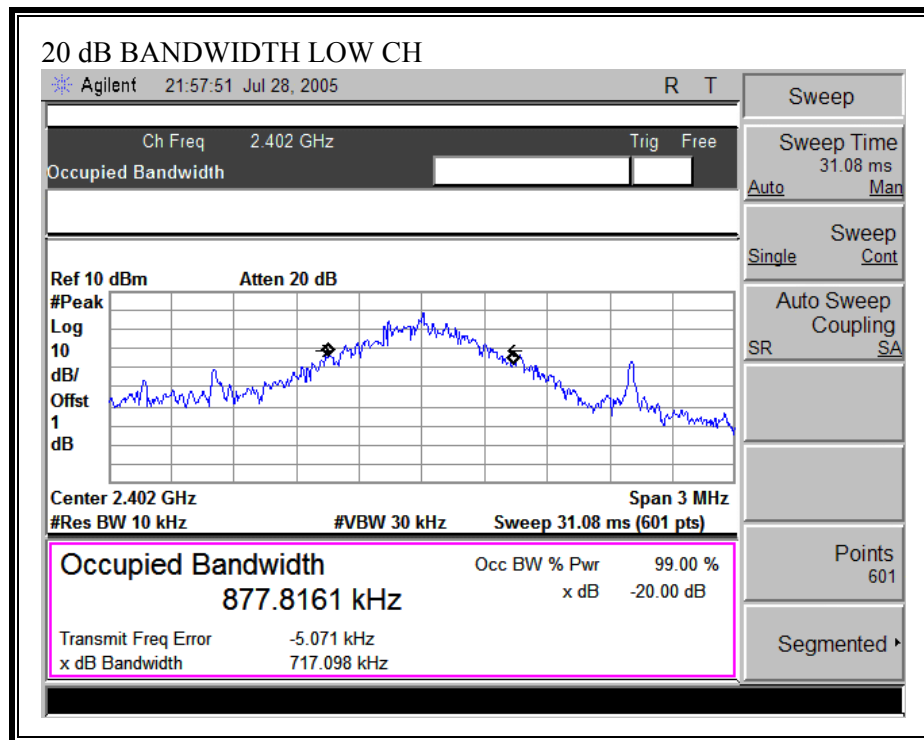 20 dB BANDWIDTH LOW CH
Agilent 21:57:51 Jul 28, 2005 R T
Ch Freq 2.402 GHz Trig Free
Occupied Bandwidth
Ref 10 dBm Atten 20 dB
#Peak
Log
10
dB/
Offst
1
dB
Center 2.402 GHz Span 3 MHz
#Res BW 10 kHz #VBW 30 kHz Sweep 31.08 ms (601 pts)
Occupied Bandwidth Occ BW % Pwr 99.00 %
877.8161 kHz x dB -20.00 dB
Transmit Freq Error -5.071 kHz
x dB Bandwidth 717.098 kHz
Sweep
Sweep Time
31.08 ms
Auto Man
Sweep
Single Cont
Auto Sweep
Coupling
SR SA
Points
601
Segmented